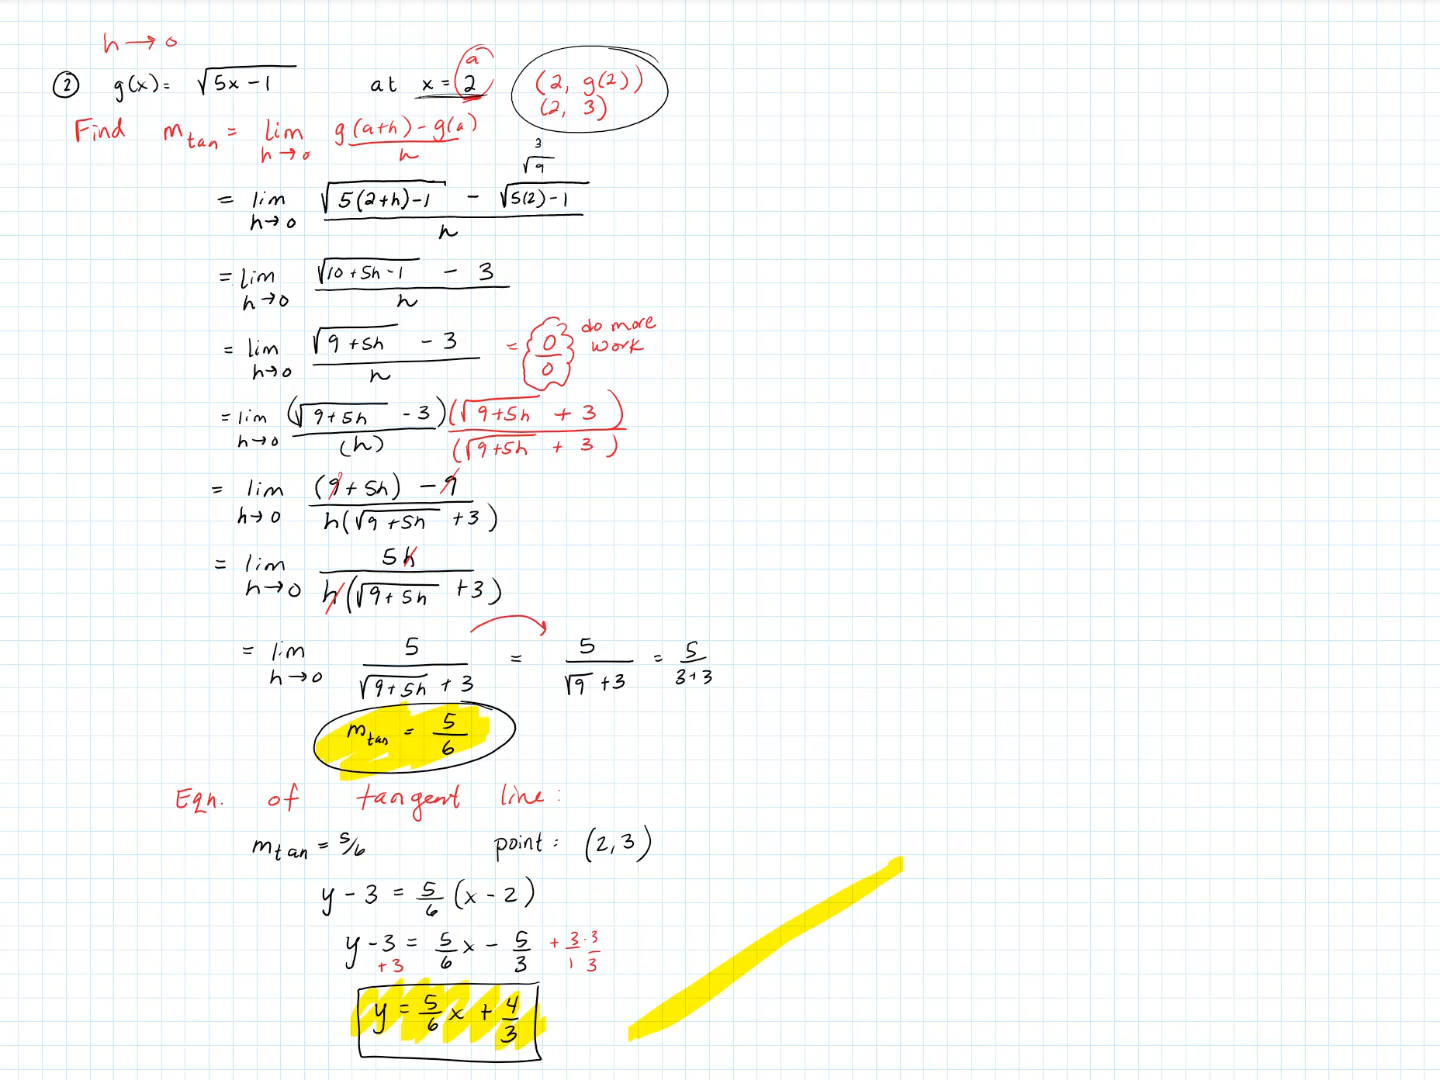 h → 0
② g(x) = √(5x - 1) at x = 2 a (2, g(2))
(2, 3)
Find m_tan = lim h→0 (g(a+h) - g(a))/h
3
√9
= lim h→0 (√(5(2+h)-1) - √(5(2)-1))/h
= lim h→0 (√(10+5h-1) - 3)/h
= lim h→0 (√(9+5h) - 3)/h = 0/0 do more work
= lim h→0 (√(9+5h) - 3)/(h) (√(9+5h) + 3)/(√(9+5h) + 3)
= lim h→0 ((9+5h) - 9)/(h(√(9+5h) + 3))
= lim h→0 5h/(h(√(9+5h) + 3))
= lim h→0 5/(√(9+5h) + 3) = 5/(√9 + 3) = 5/(3+3)
m_tan = 5/6
Eqn. of tangent line:
m_tan = 5/6 point: (2, 3)
y - 3 = 5/6 (x - 2)
y - 3 = 5/6 x - 5/3 + 3/1 · 3/3
+3
y = 5/6 x + 4/3